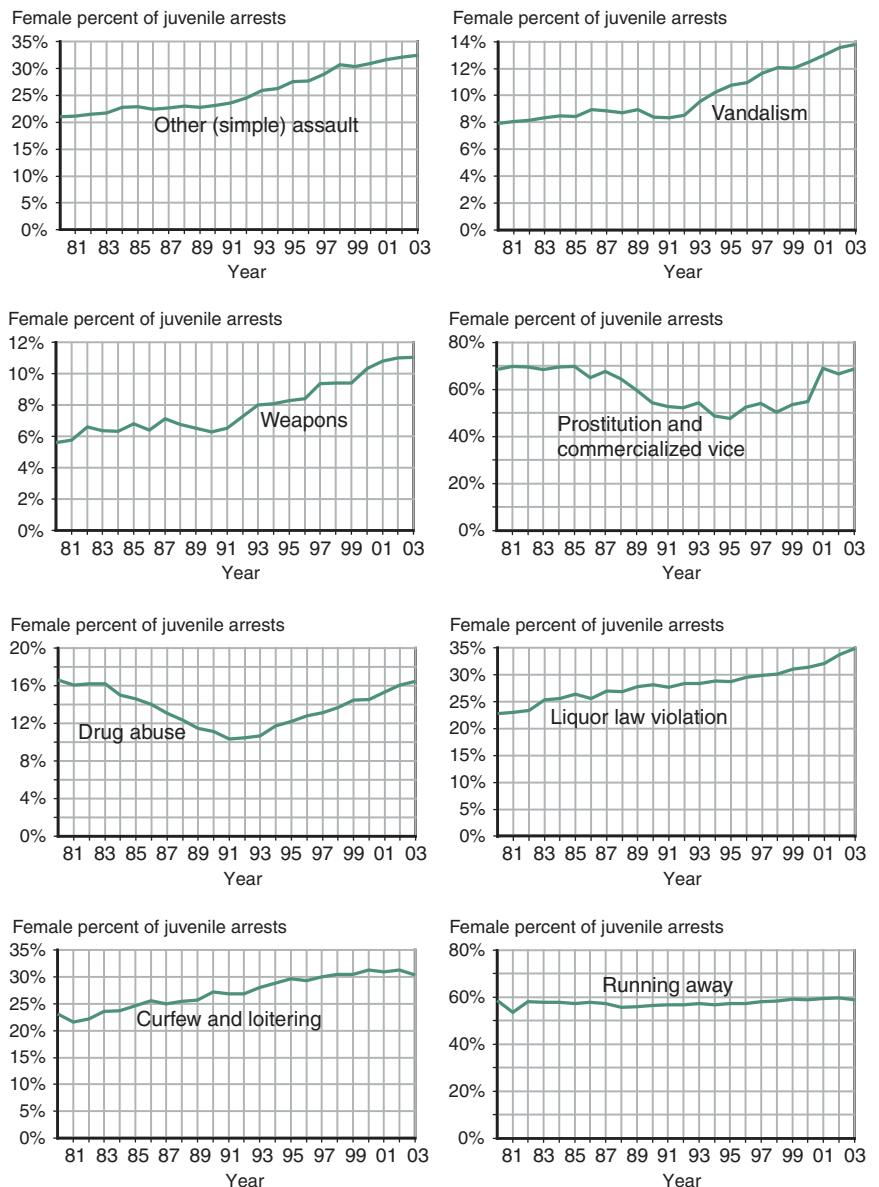 Female percent of juvenile arrests
35%
30%
25%
20%
15%
10%
5%
0%
Other (simple) assault
81 83 85 87 89 91 93 95 97 99 01 03
Year
Female percent of juvenile arrests
14%
12%
10%
8%
6%
4%
2%
0%
Vandalism
81 83 85 87 89 91 93 95 97 99 01 03
Year
Female percent of juvenile arrests
12%
10%
8%
6%
4%
2%
0%
Weapons
81 83 85 87 89 91 93 95 97 99 01 03
Year
Female percent of juvenile arrests
80%
60%
40%
20%
0%
Prostitution and
commercialized vice
81 83 85 87 89 91 93 95 97 99 01 03
Year
Female percent of juvenile arrests
20%
16%
12%
8%
4%
0%
Drug abuse
81 83 85 87 89 91 93 95 97 99 01 03
Year
Female percent of juvenile arrests
35%
30%
25%
20%
15%
10%
5%
0%
Liquor law violation
81 83 85 87 89 91 93 95 97 99 01 03
Year
Female percent of juvenile arrests
35%
30%
25%
20%
15%
10%
5%
0%
Curfew and loitering
81 83 85 87 89 91 93 95 97 99 01 03
Year
Female percent of juvenile arrests
80%
60%
40%
20%
0%
Running away
81 83 85 87 89 91 93 95 97 99 01 03
Year